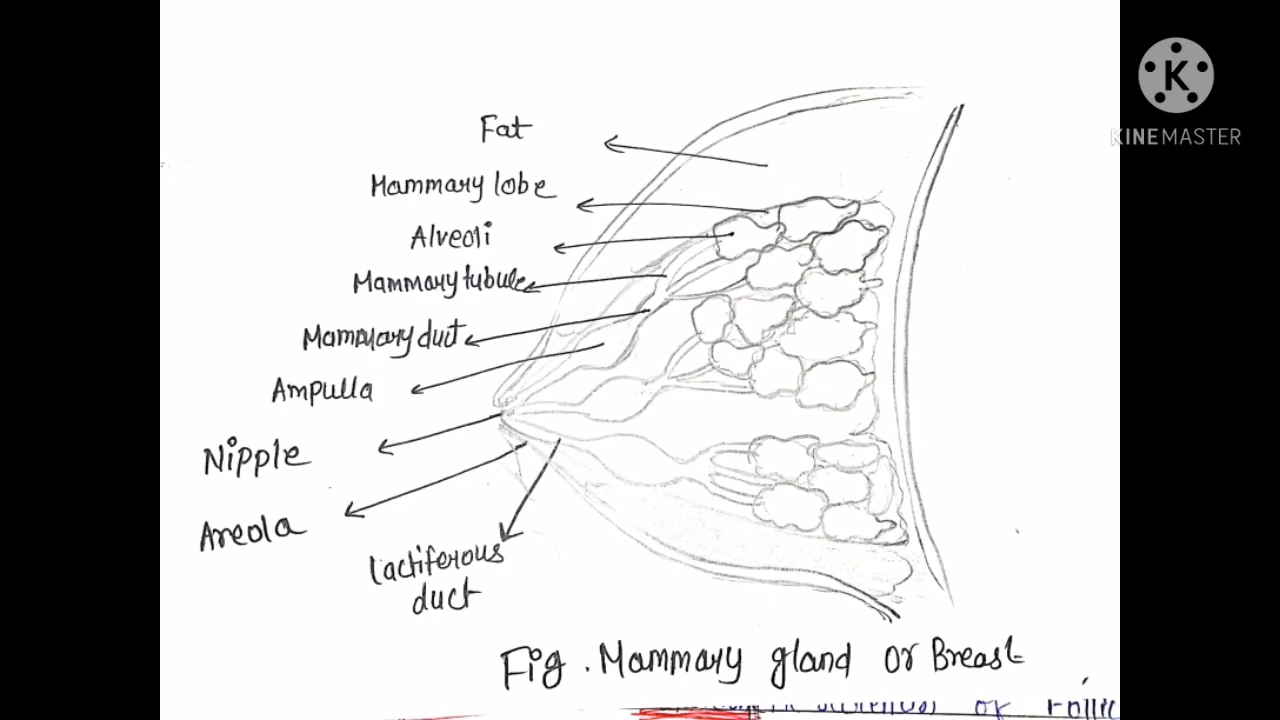 Fat
Mammary lobe
Alveoli
Mammary tubule
Mammary duct
Ampulla
Nipple
Areola
Lactiferous
duct
Fig. Mammary gland or Breast
KINEMASTER
or